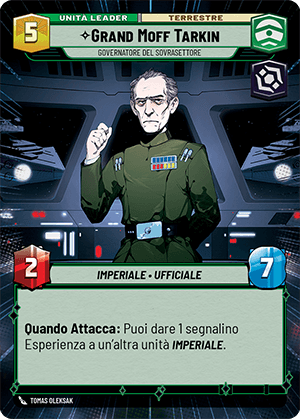 5
UNITÀ LEADER
TERRESTRE
GRAND MOFF TARKIN
GOVERNATORE DEL SOVRASETTORE
2
7
IMPERIALE • UFFICIALE
Quando Attacca: Puoi dare 1 segnalino
Esperienza a un'altra unità IMPERIALE.
TOMAS OLEKSAK